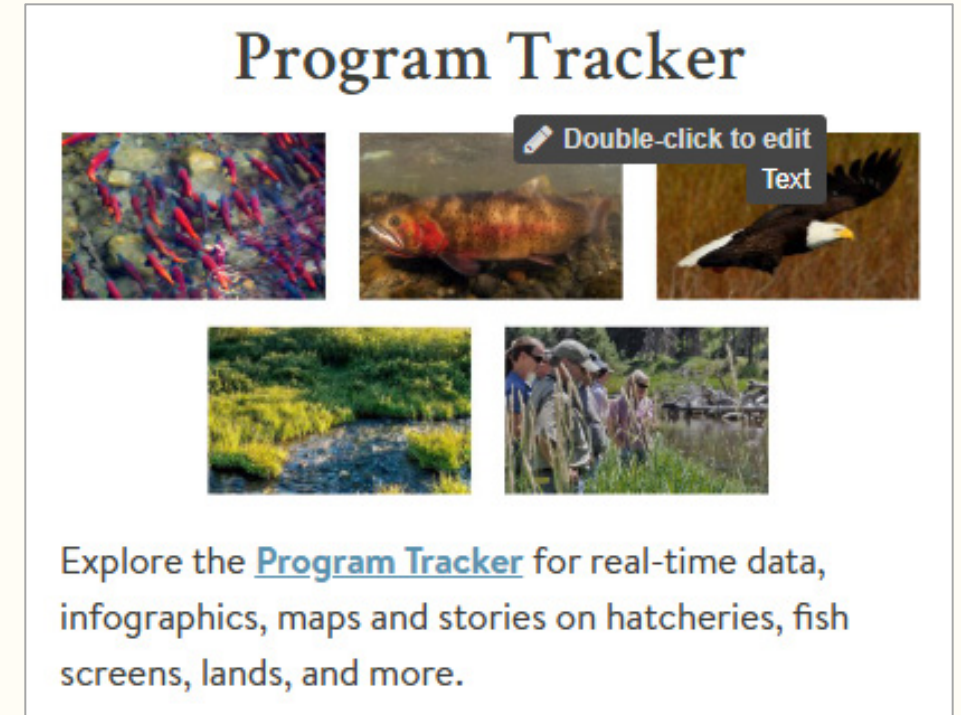 Program Tracker
Double-click to edit
Text
Explore the Program Tracker for real-time data,
infographics, maps and stories on hatcheries, fish
screens, lands, and more.